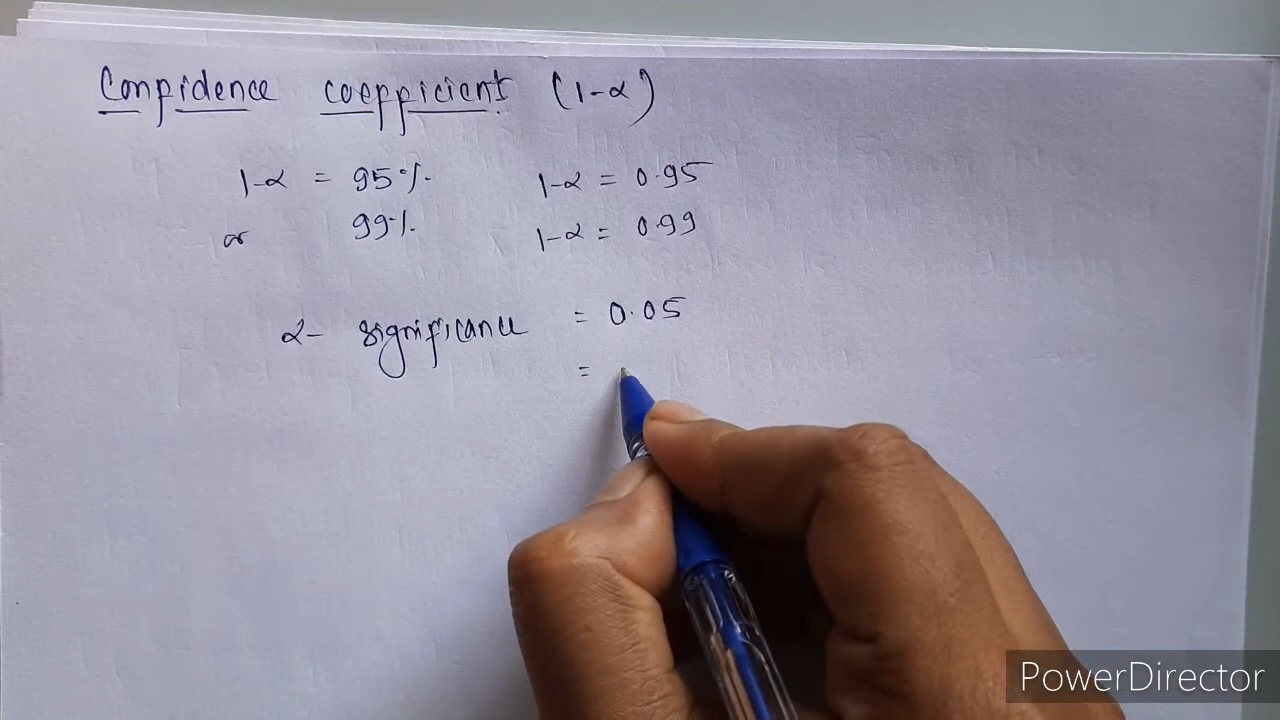 Confidence coefficient (1-α)
1-α = 95% 1-α = 0.95
or 99% 1-α = 0.99
α- significance = 0.05
=
PowerDirector